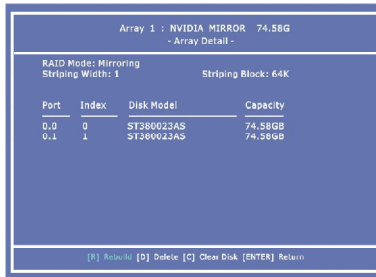 Array 1 : NVIDIA MIRROR 74.58G
- Array Detail -
RAID Mode: Mirroring
Striping Width: 1 Striping Block: 64K
Port Index Disk Model Capacity
0.0 0 ST380023AS 74.58GB
0.1 1 ST380023AS 74.58GB
[R] Rebuild [D] Delete [C] Clear Disk [ENTER] Return